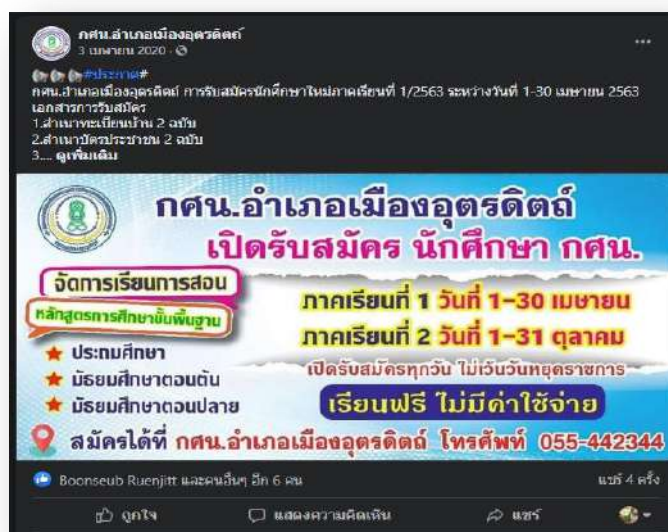 กศน.อำเภอเมืองอุตรดิตถ์
3 เมษายน 2020 ·
#ประกาศ#
กศน.อำเภอเมืองอุตรดิตถ์ การรับสมัครนักศึกษาใหม่ภาคเรียนที่ 1/2563 ระหว่างวันที่ 1-30 เมษายน 2563
เอกสารการรับสมัคร
1.สำเนาทะเบียนบ้าน 2 ฉบับ
2.สำเนาบัตรประชาชน 2 ฉบับ
3.... ดูเพิ่มเติม
กศน.อำเภอเมืองอุตรดิตถ์
เปิดรับสมัคร นักศึกษา กศน.
จัดการเรียนการสอน
หลักสูตรการศึกษาขั้นพื้นฐาน
ประถมศึกษา
มัธยมศึกษาตอนต้น
มัธยมศึกษาตอนปลาย
ภาคเรียนที่ 1 วันที่ 1-30 เมษายน
ภาคเรียนที่ 2 วันที่ 1-31 ตุลาคม
เปิดรับสมัครทุกวัน ไม่เว้นวันหยุดราชการ
เรียนฟรี ไม่มีค่าใช้จ่าย
สมัครได้ที่ กศน.อำเภอเมืองอุตรดิตถ์ โทรศัพท์ 055-442344
Boonseub Ruenjitt และคนอื่นๆ อีก 6 คน
แชร์ 4 ครั้ง
ถูกใจ
แสดงความคิดเห็น
แชร์